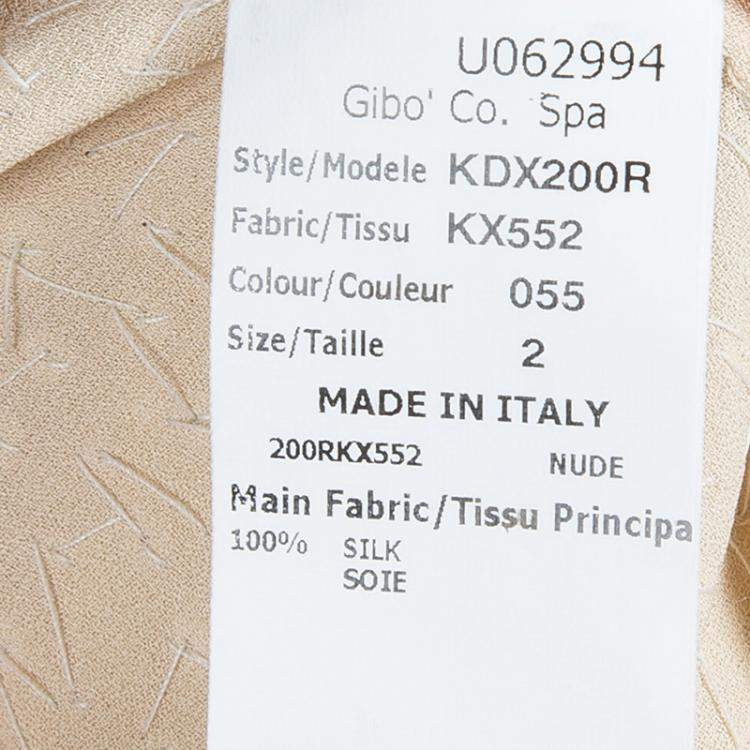 U062994
Gibo' Co. Spa
Style/Modele KDX200R
Fabric/Tissu KX552
Colour/Couleur 055
Size/Taille 2
MADE IN ITALY
200RKX552 NUDE
Main Fabric/Tissu Principa
100% SILK
SOIE